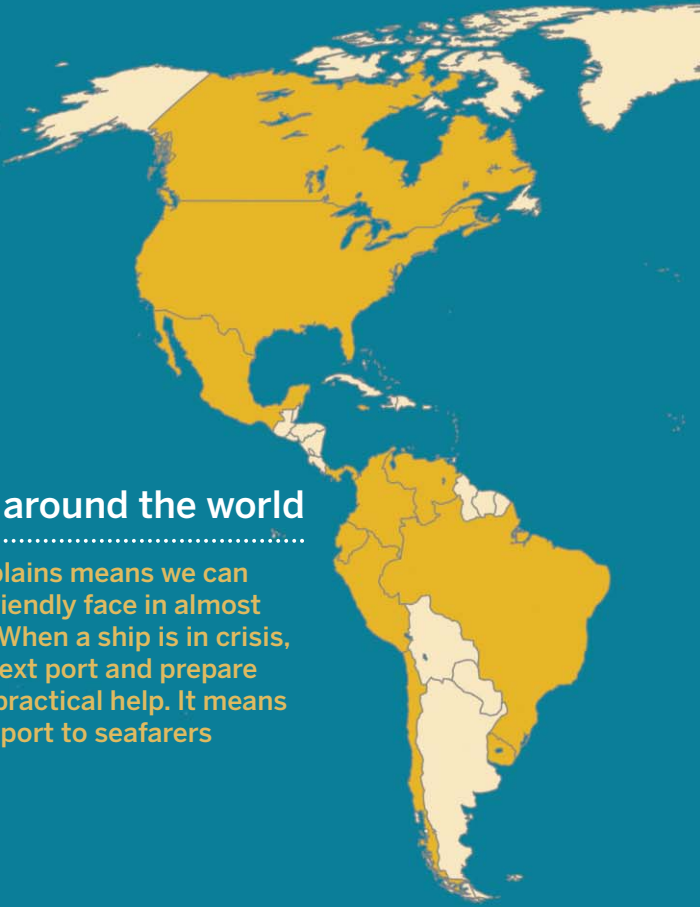 around the world
plains means we can
iendly face in almost
When a ship is in crisis,
ext port and prepare
practical help. It means
port to seafarers